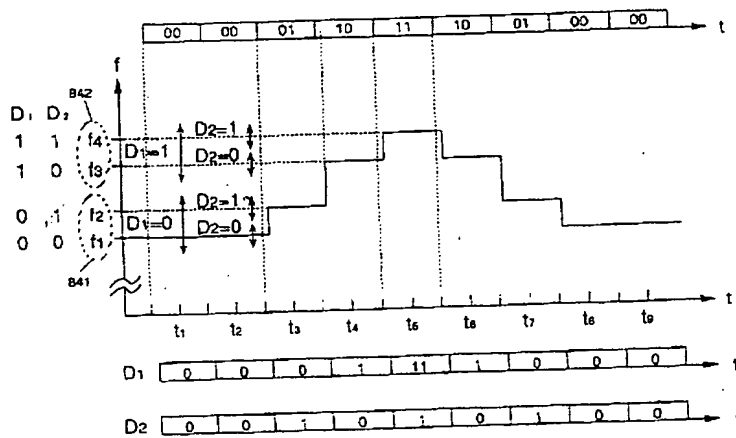 00 00 01 10 11 10 01 00 00 t
f
842
D₁ D₂
1 1 f4 D2=1
D1=1
1 0 f3 D2=0
0 1 f2 D2=1
D1=0
0 0 f1 D2=0
841
t₁ t₂ t₃ t₄ t₅ t₆ t₇ t₈ t₉ t
D1 0 0 0 1 11 1 0 0 0 t
D2 0 0 1 0 1 0 1 0 0